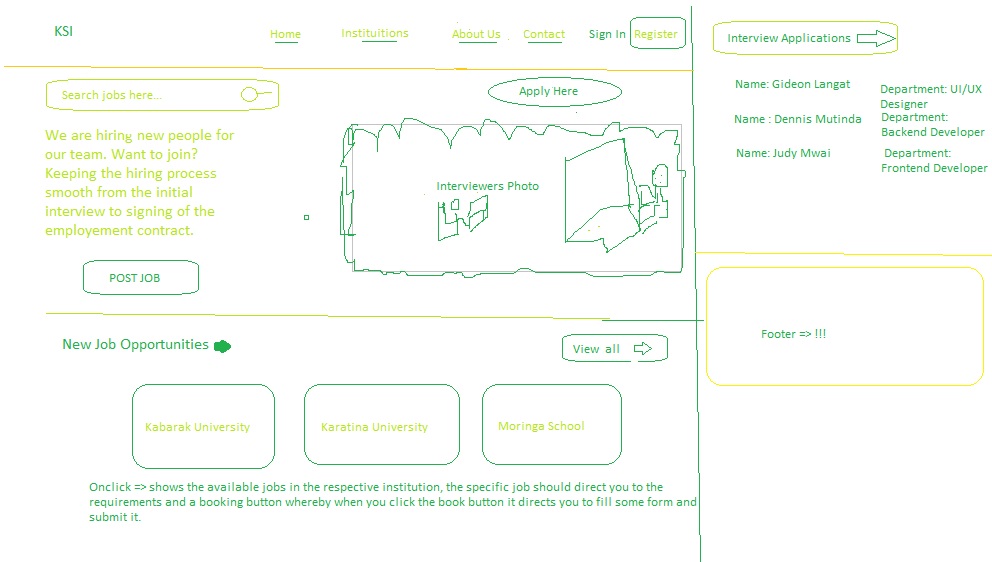 KSI
Home
Instituitions
About Us
Contact
Sign In
Register
Search jobs here...
Apply Here
We are hiring new people for
our team. Want to join?
Keeping the hiring process
smooth from the initial
interview to signing of the
employement contract.
Interviewers Photo
POST JOB
New Job Opportunities
View all
Kabarak University
Karatina University
Moringa School
Onclick => shows the available jobs in the respective institution, the specific job should direct you to the
requirements and a booking button whereby when you click the book button it directs you to fill some form and
submit it.
Interview Applications
Name: Gideon Langat
Department: UI/UX
Designer
Name : Dennis Mutinda
Department:
Backend Developer
Name: Judy Mwai
Department:
Frontend Developer
Footer => !!!